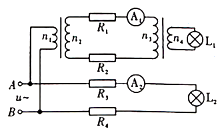 R₁ A₁
n₁ n₂ n₃ n₄ L₁
R₂
A R₃ A₂
u~ L₂
B R₄